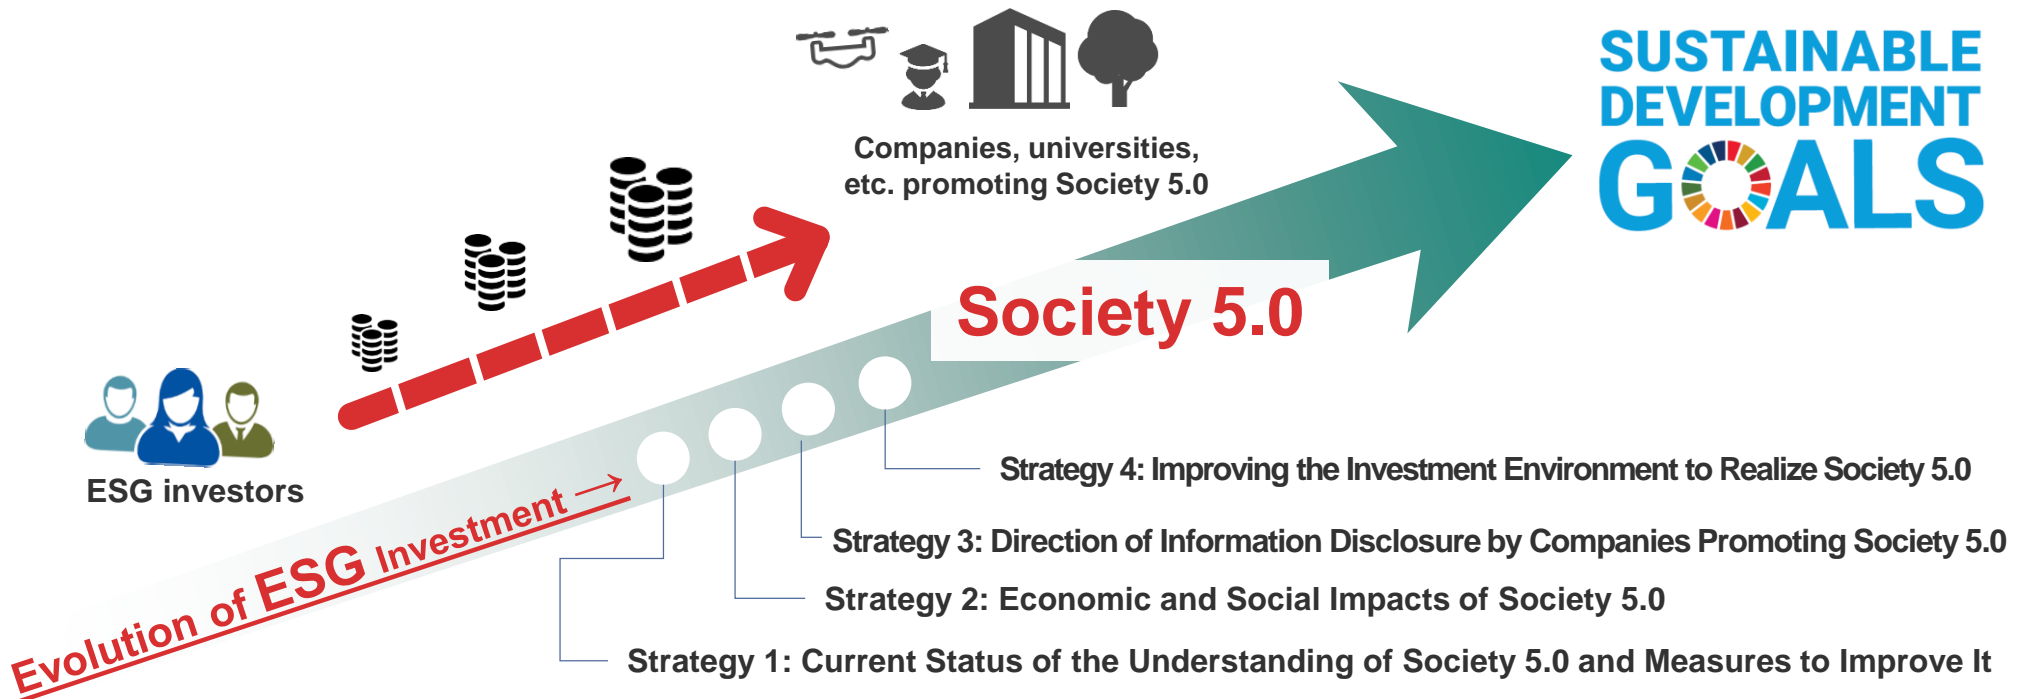 Companies, universities,
etc. promoting Society 5.0
SUSTAINABLE
DEVELOPMENT
GOALS
Society 5.0
ESG investors
Evolution of ESG Investment →
Strategy 4: Improving the Investment Environment to Realize Society 5.0
Strategy 3: Direction of Information Disclosure by Companies Promoting Society 5.0
Strategy 2: Economic and Social Impacts of Society 5.0
Strategy 1: Current Status of the Understanding of Society 5.0 and Measures to Improve It